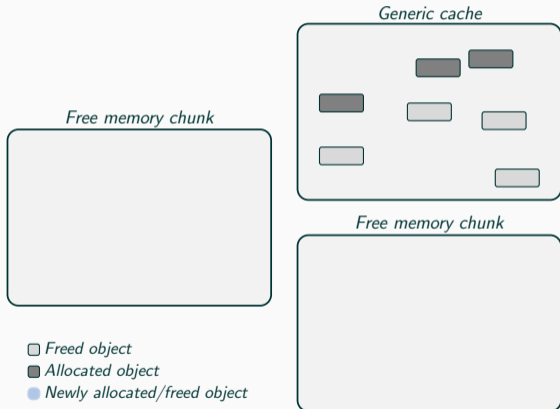 Generic cache
Free memory chunk
Free memory chunk
Freed object
Allocated object
Newly allocated/freed object